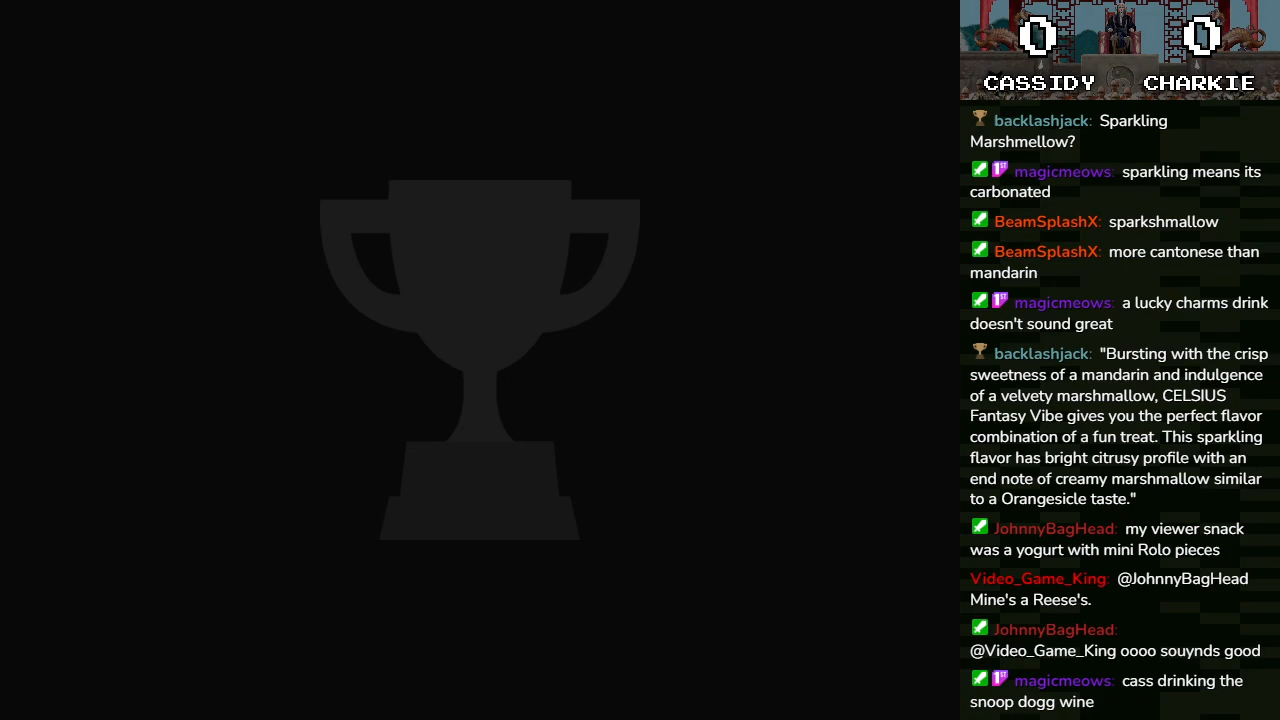 0 0
CASSIDY CHARKIE
backlashjack: Sparkling
Marshmellow?
magicmeows: sparkling means its
carbonated
BeamSplashX: sparkshmallow
BeamSplashX: more cantonese than
mandarin
magicmeows: a lucky charms drink
doesn't sound great
backlashjack: "Bursting with the crisp
sweetness of a mandarin and indulgence
of a velvety marshmallow, CELSIUS
Fantasy Vibe gives you the perfect flavor
combination of a fun treat. This sparkling
flavor has bright citrusy profile with an
end note of creamy marshmallow similar
to a Orangesicle taste."
JohnnyBagHead: my viewer snack
was a yogurt with mini Rolo pieces
Video_Game_King: @JohnnyBagHead
Mine's a Reese's.
JohnnyBagHead:
@Video_Game_King oooo souynds good
magicmeows: cass drinking the
snoop dogg wine